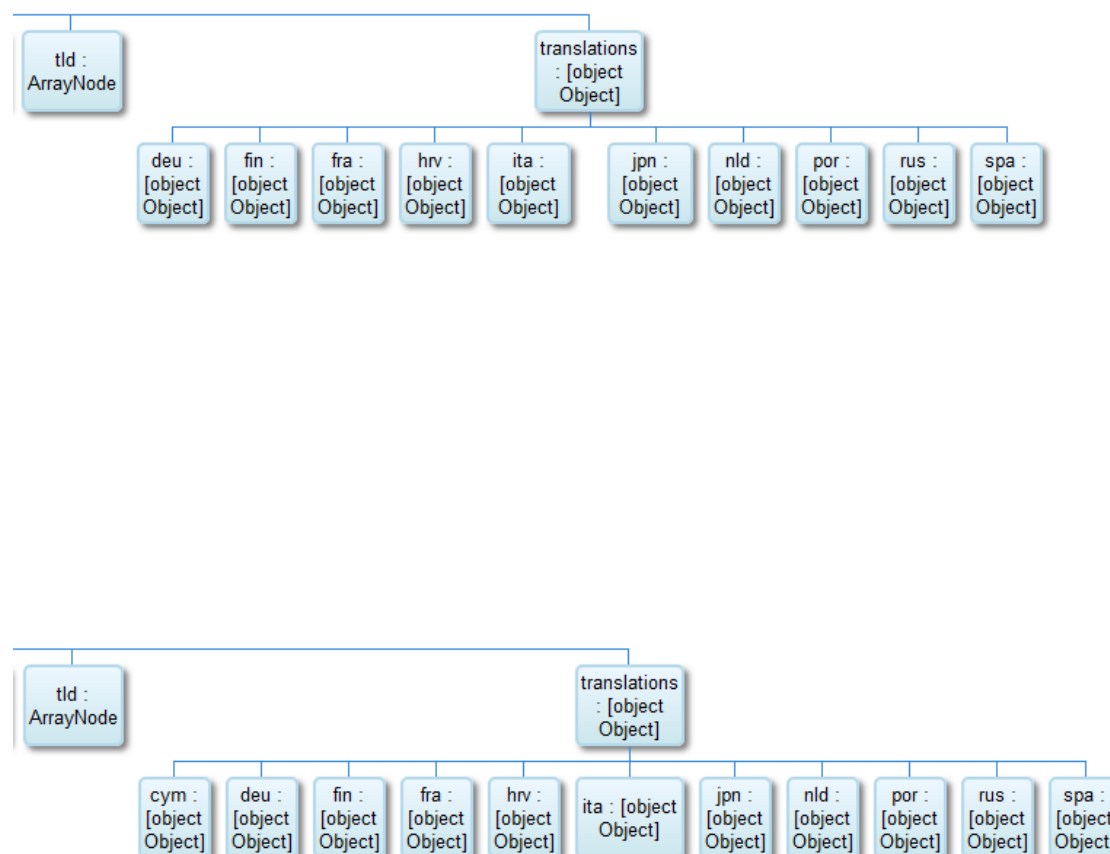 tld :
ArrayNode
translations
: [object
Object]
deu :
[object
Object]
fin :
[object
Object]
fra :
[object
Object]
hrv :
[object
Object]
ita :
[object
Object]
jpn :
[object
Object]
nld :
[object
Object]
por :
[object
Object]
rus :
[object
Object]
spa :
[object
Object]
tld :
ArrayNode
translations
: [object
Object]
cym :
[object
Object]
deu :
[object
Object]
fin :
[object
Object]
fra :
[object
Object]
hrv :
[object
Object]
ita : [object
Object]
jpn :
[object
Object]
nld :
[object
Object]
por :
[object
Object]
rus :
[object
Object]
spa :
[object
Object